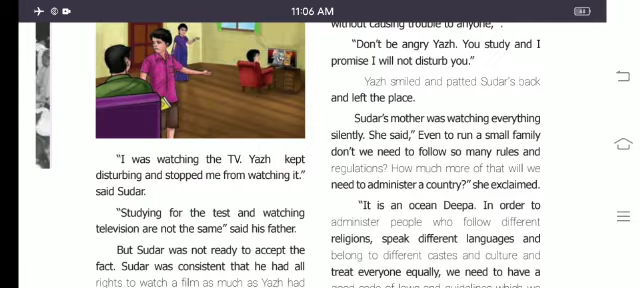 11:06 AM
"I was watching the TV. Yazh kept
disturbing and stopped me from watching it."
said Sudar.
"Studying for the test and watching
television are not the same" said his father.
But Sudar was not ready to accept the
fact. Sudar was consistent that he had all
rights to watch a film as much as Yazh had
without causing trouble to anyone,".
"Don't be angry Yazh. You study and I
promise I will not disturb you."
Yazh smiled and patted Sudar's back
and left the place.
Sudar's mother was watching everything
silently. She said," Even to run a small family
don't we need to follow so many rules and
regulations? How much more of that will we
need to administer a country?" she exclaimed.
"It is an ocean Deepa. In order to
administer people who follow different
religions, speak different languages and
belong to different castes and culture and
treat everyone equally, we need to have a
good code of laws and guidelines which we